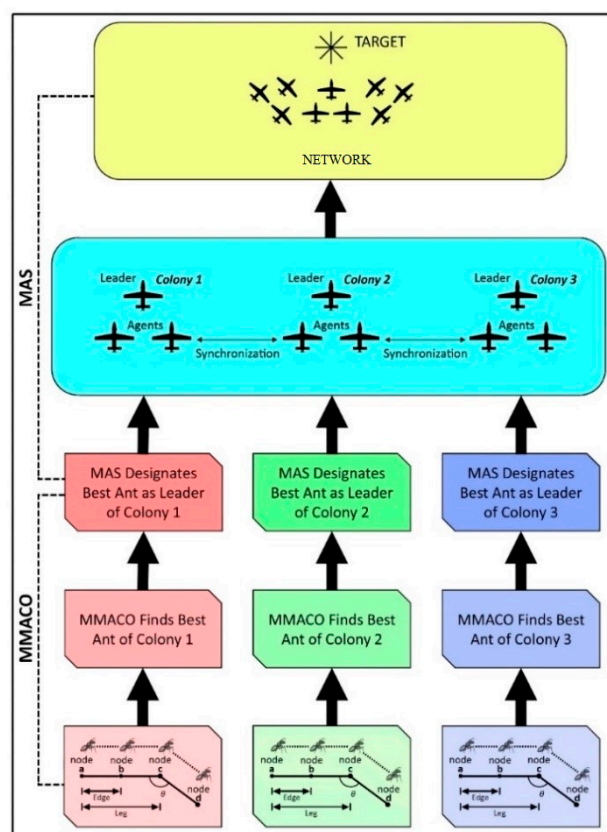 TARGET
NETWORK
MAS
Leader Colony 1
Leader Colony 2
Leader Colony 3
Agents
Agents
Agents
Synchronization
Synchronization
MAS Designates
Best Ant as Leader
of Colony 1
MAS Designates
Best Ant as Leader
of Colony 2
MAS Designates
Best Ant as Leader
of Colony 3
MMACO
MMACO Finds Best
Ant of Colony 1
MMACO Finds Best
Ant of Colony 2
MMACO Finds Best
Ant of Colony 3
node node node
a b c
θ node
Edge d
Leg
node node node
a b c
θ node
Edge d
Leg
node node node
a b c
θ node
Edge d
Leg